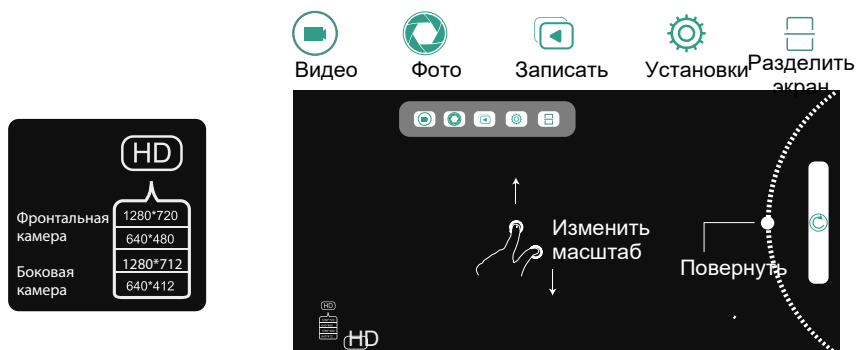 Видео
Фото
Записать
Установки
Разделить
экран
HD
Фронтальная
камера
1280*720
640*480
Боковая
камера
1280*712
640*412
Изменить
масштаб
Повернуть
HD
HD